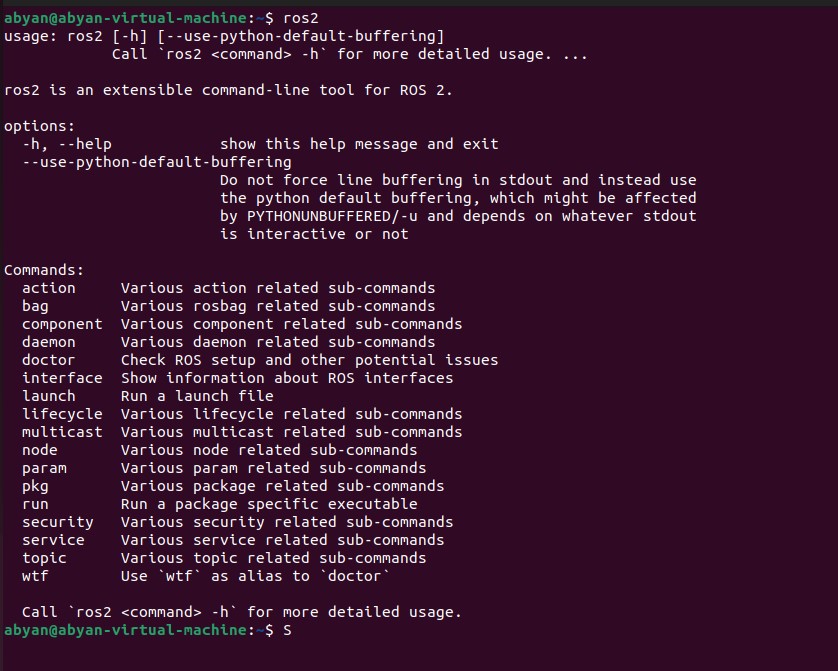 abyan@abyan-virtual-machine:~$ ros2
usage: ros2 [-h] [--use-python-default-buffering]
            Call `ros2 <command> -h` for more detailed usage. ...

ros2 is an extensible command-line tool for ROS 2.

options:
  -h, --help            show this help message and exit
  --use-python-default-buffering
                        Do not force line buffering in stdout and instead use
                        the python default buffering, which might be affected
                        by PYTHONUNBUFFERED/-u and depends on whatever stdout
                        is interactive or not

Commands:
  action     Various action related sub-commands
  bag        Various rosbag related sub-commands
  component  Various component related sub-commands
  daemon     Various daemon related sub-commands
  doctor     Check ROS setup and other potential issues
  interface  Show information about ROS interfaces
  launch     Run a launch file
  lifecycle  Various lifecycle related sub-commands
  multicast  Various multicast related sub-commands
  node       Various node related sub-commands
  param      Various param related sub-commands
  pkg        Various package related sub-commands
  run        Run a package specific executable
  security   Various security related sub-commands
  service    Various service related sub-commands
  topic      Various topic related sub-commands
  wtf        Use `wtf` as alias to `doctor`

  Call `ros2 <command> -h` for more detailed usage.
abyan@abyan-virtual-machine:~$ S